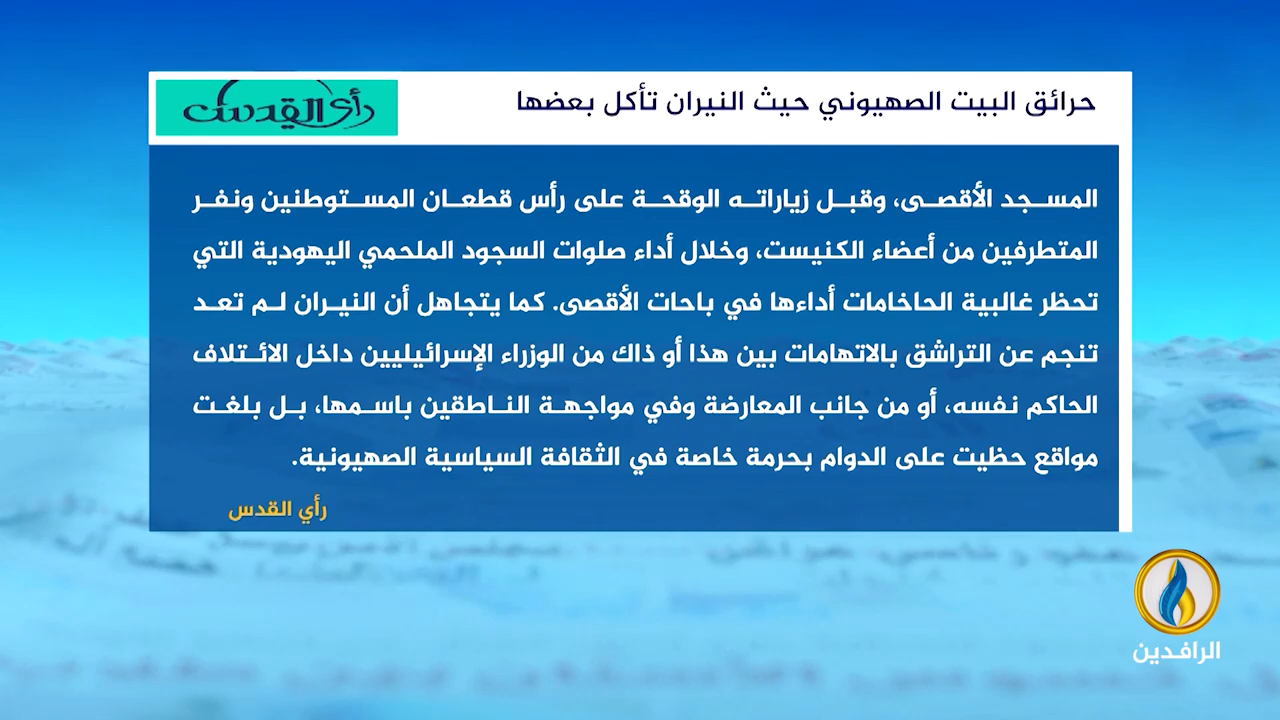 حرائق البيت الصهيوني حيث النيران تأكل بعضها
رأي القدس
المسجد الأقصى، وقبل زياراته الوقحة على رأس قطعان المستوطنين ونفر
المتطرفين من أعضاء الكنيست، وخلال أداء صلوات السجود الملحمي اليهودية التي
تحظر غالبية الحاخامات أداءها في باحات الأقصى. كما يتجاهل أن النيران لم تعد
تنجم عن التراشق بالاتهامات بين هذا أو ذاك من الوزراء الإسرائيليين داخل الائتلاف
الحاكم نفسه، أو من جانب المعارضة وفي مواجهة الناطقين باسمها، بل بلغت
مواقع حظيت على الدوام بحرمة خاصة في الثقافة السياسية الصهيونية.
رأي القدس
الرافدين